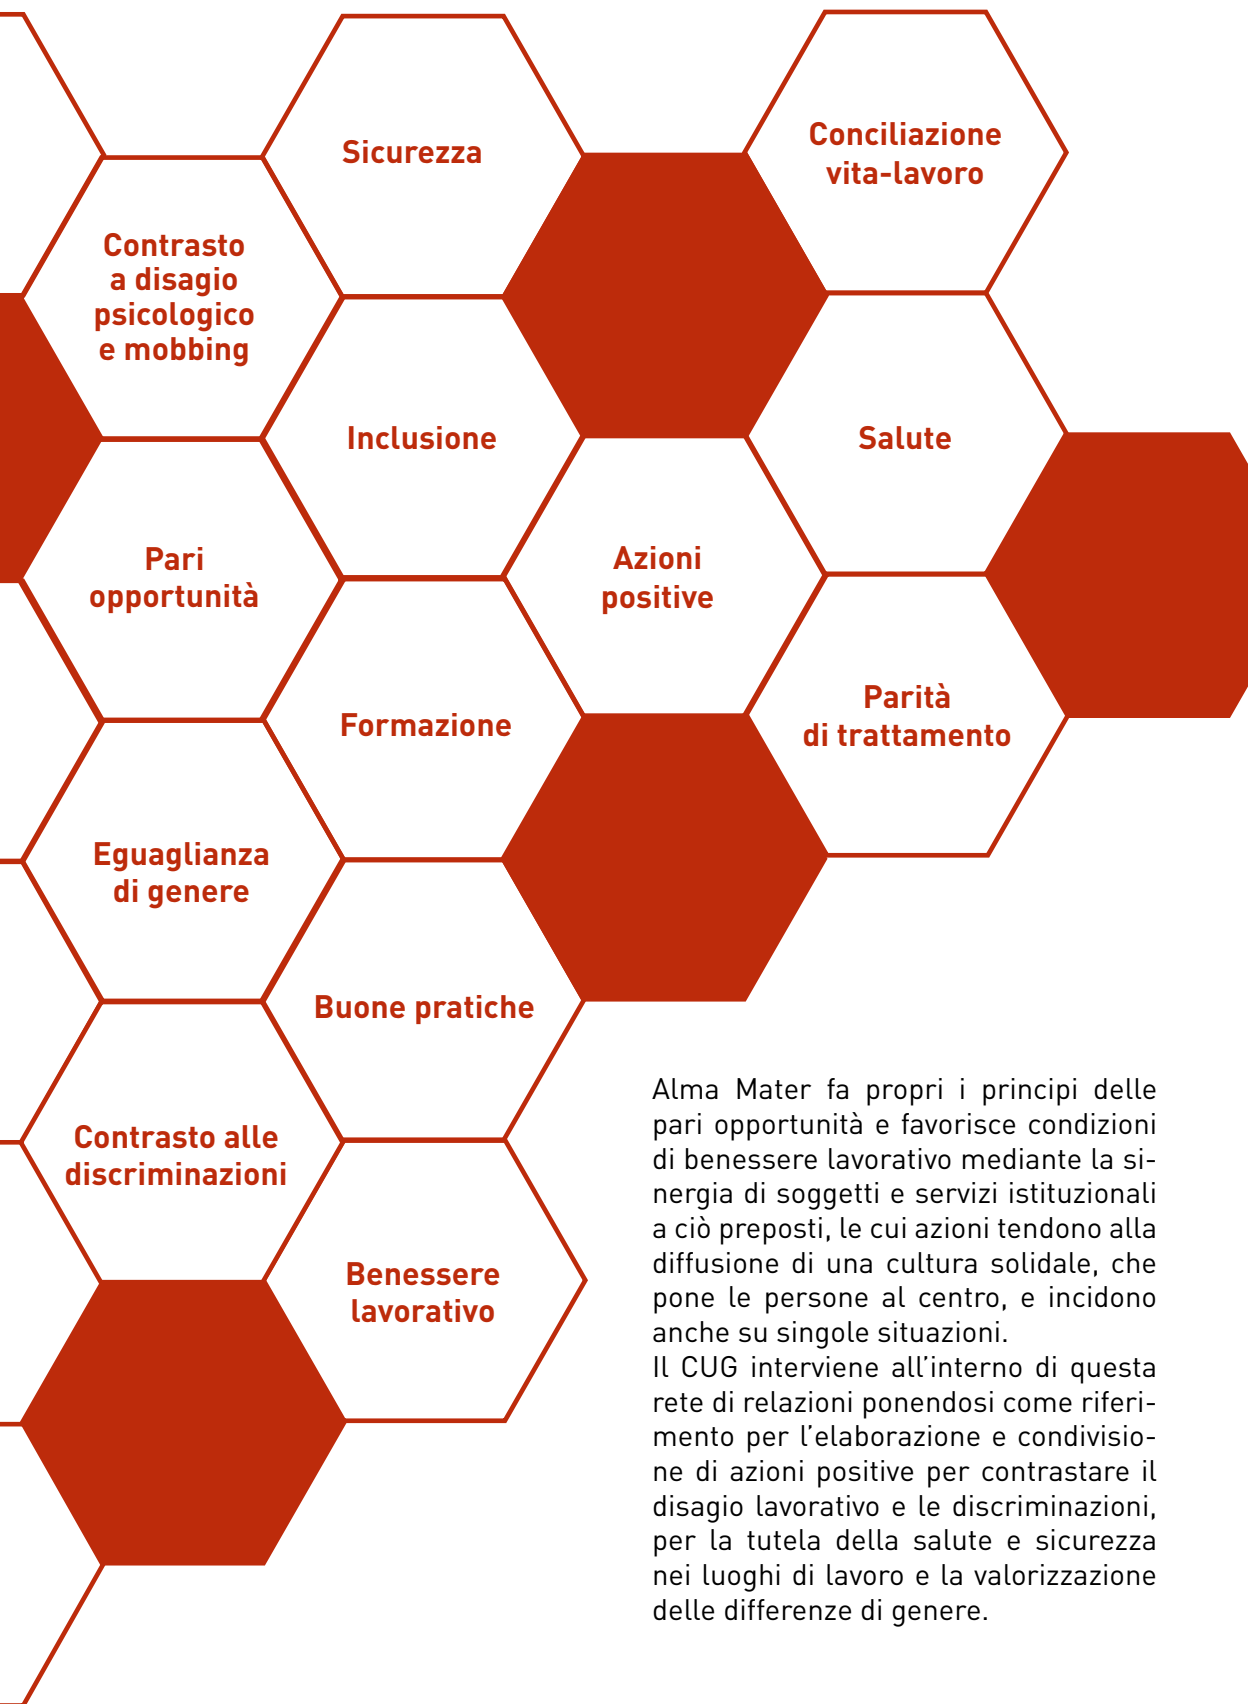 Sicurezza
Conciliazione
vita-lavoro
Contrasto
a disagio
psicologico
e mobbing
Inclusione
Salute
Pari
opportunità
Azioni
positive
Formazione
Parità
di trattamento
Eguaglianza
di genere
Buone pratiche
Contrasto alle
discriminazioni
Benessere
lavorativo
Alma Mater fa propri i principi delle
pari opportunità e favorisce condizioni
di benessere lavorativo mediante la si-
nergia di soggetti e servizi istituzionali
a ciò preposti, le cui azioni tendono alla
diffusione di una cultura solidale, che
pone le persone al centro, e incidono
anche su singole situazioni.
Il CUG interviene all’interno di questa
rete di relazioni ponendosi come riferi-
mento per l’elaborazione e condivisio-
ne di azioni positive per contrastare il
disagio lavorativo e le discriminazioni,
per la tutela della salute e sicurezza
nei luoghi di lavoro e la valorizzazione
delle differenze di genere.